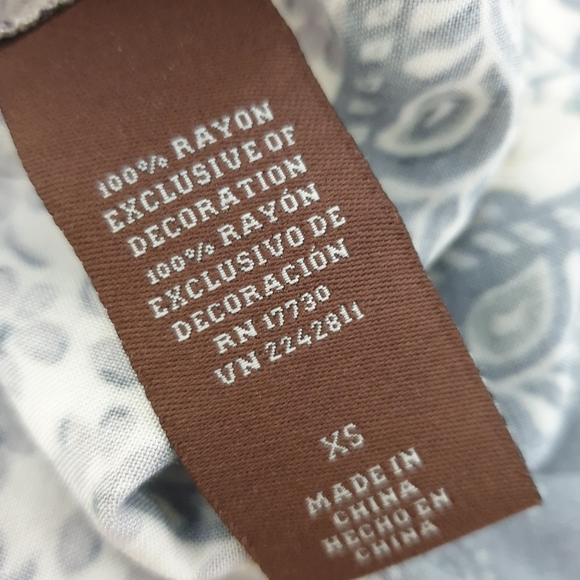 100% RAYON
EXCLUSIVE OF
DECORATION
100% RAYÓN
EXCLUSIVO DE
DECORACIÓN
RN 17730
VN 2242811
XS
MADE IN
CHINA
HECHO EN
CHINA